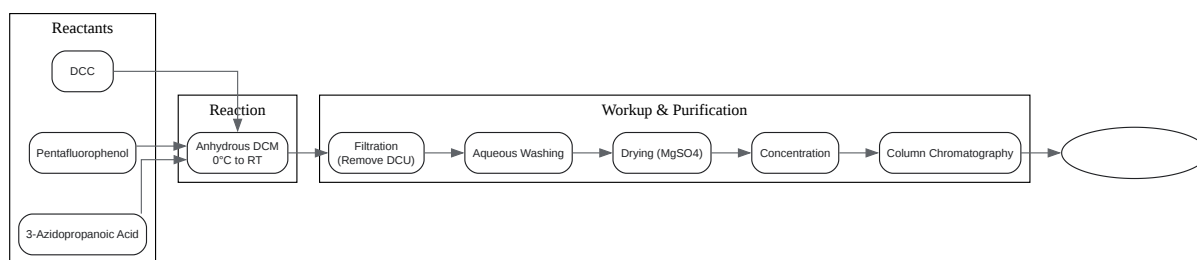 Reactants
DCC
Pentafluorophenol
3-Azidopropanoic Acid
Reaction
Anhydrous DCM
0°C to RT
Workup & Purification
Filtration
(Remove DCU)
Aqueous Washing
Drying (MgSO4)
Concentration
Column Chromatography